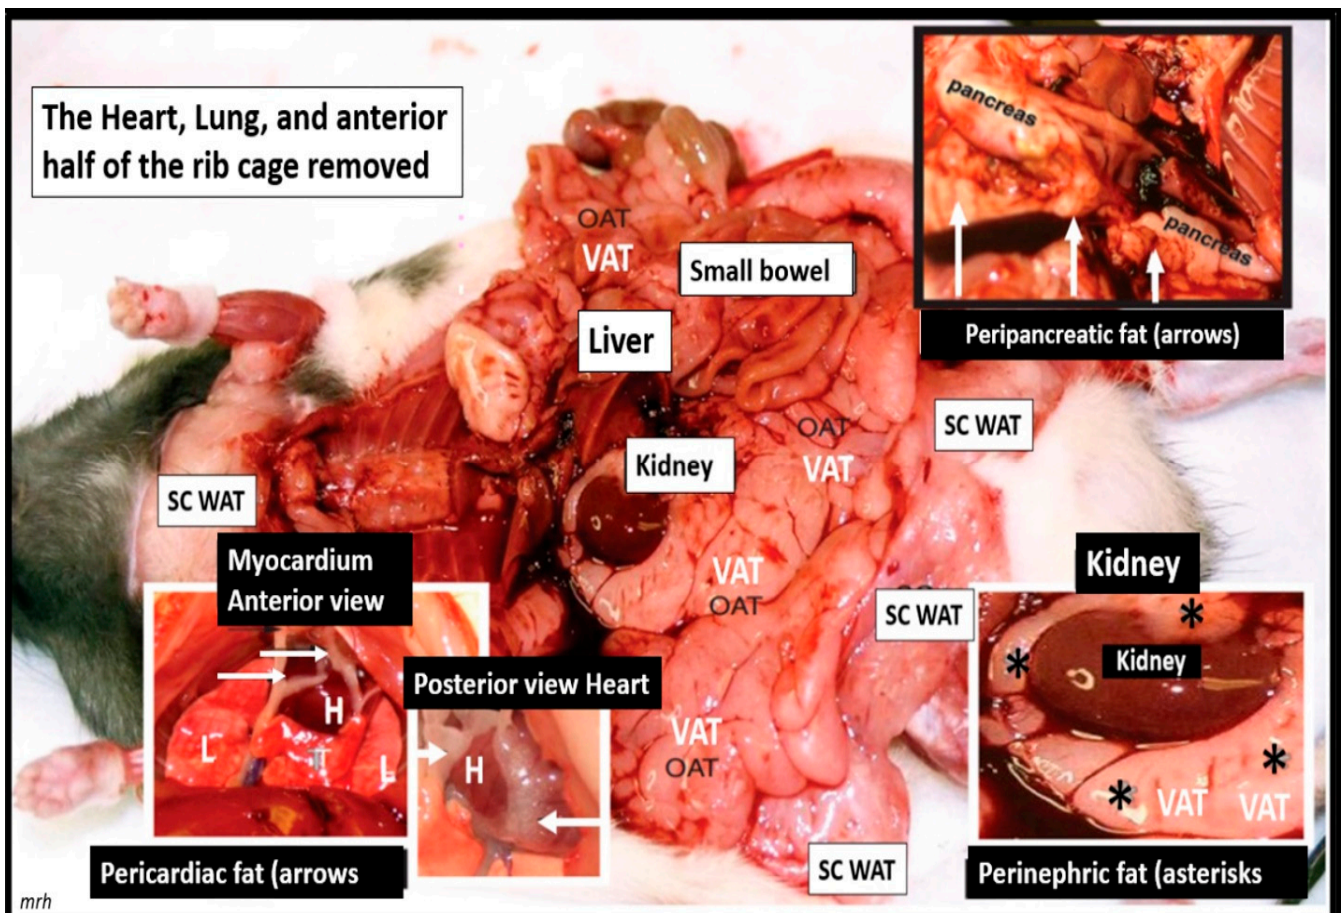 The Heart, Lung, and anterior
half of the rib cage removed
pancreas
pancreas
Peripancreatic fat (arrows)
OAT
VAT
Small bowel
Liver
OAT
VAT
SC WAT
Kidney
SC WAT
VAT
OAT
SC WAT
Myocardium
Anterior view
H
L
T
L
Pericardiac fat (arrows
Posterior view Heart
H
VAT
OAT
SC WAT
Kidney
*
*
Kidney
*
*
VAT
VAT
Perinephric fat (asterisks
mrh